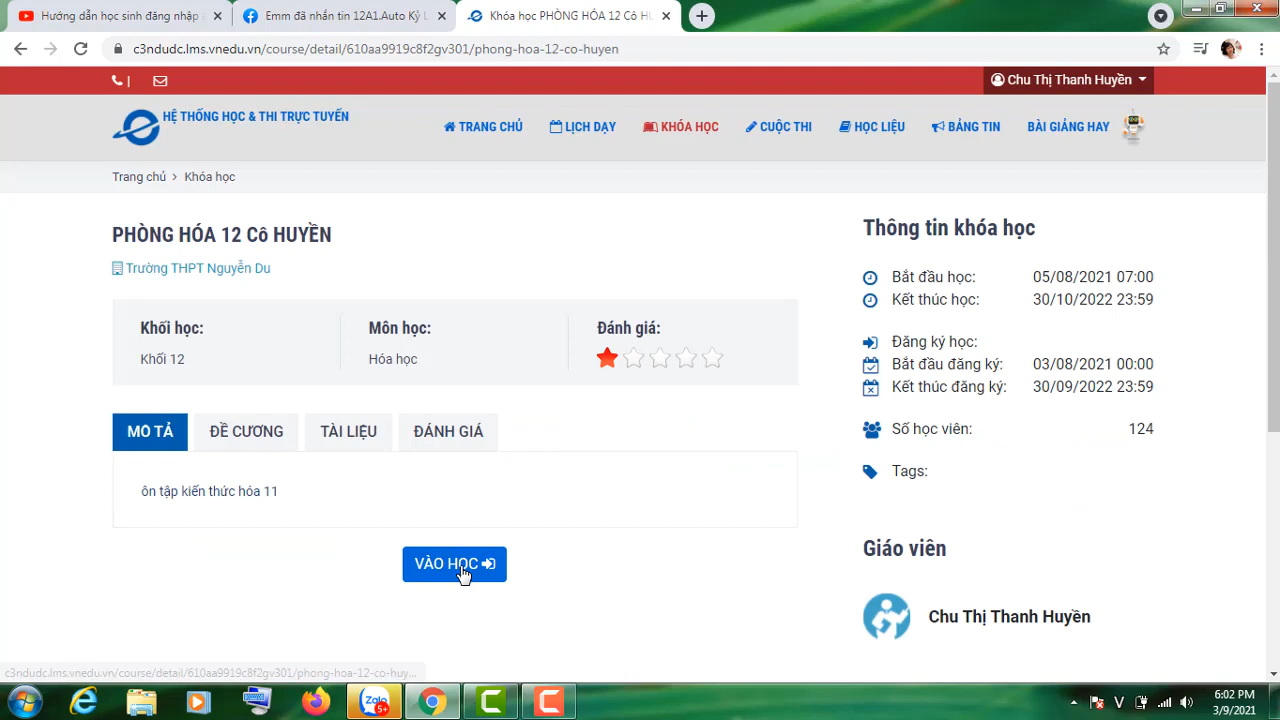 Hướng dẫn học sinh đăng nhập
Emm đã nhắn tin 12A1.Auto Kỷ L
Khóa học PHÒNG HÓA 12 Cô H
c3ndudc.lms.vnedu.vn/course/detail/610aa9919c8f2gv301/phong-hoa-12-co-huyen
|
Chu Thị Thanh Huyền
HỆ THỐNG HỌC & THI TRỰC TUYẾN
TRANG CHỦ
LỊCH DẠY
KHÓA HỌC
CUỘC THI
HỌC LIỆU
BẢNG TIN
BÀI GIẢNG HAY
Trang chủ > Khóa học
PHÒNG HÓA 12 Cô HUYỀN
Trường THPT Nguyễn Du
Khối học:
Môn học:
Đánh giá:
Khối 12
Hóa học
MÔ TẢ
ĐỀ CƯƠNG
TÀI LIỆU
ĐÁNH GIÁ
ôn tập kiến thức hóa 11
VÀO HỌC
Thông tin khóa học
Bắt đầu học: 05/08/2021 07:00
Kết thúc học: 30/10/2022 23:59
Đăng ký học:
Bắt đầu đăng ký: 03/08/2021 00:00
Kết thúc đăng ký: 30/09/2022 23:59
Số học viên: 124
Tags:
Giáo viên
Chu Thị Thanh Huyền
c3ndudc.lms.vnedu.vn/course/detail/610aa9919c8f2gv301/phong-hoa-12-co-huy...
Zalo
5+
V
6:02 PM
3/9/2021